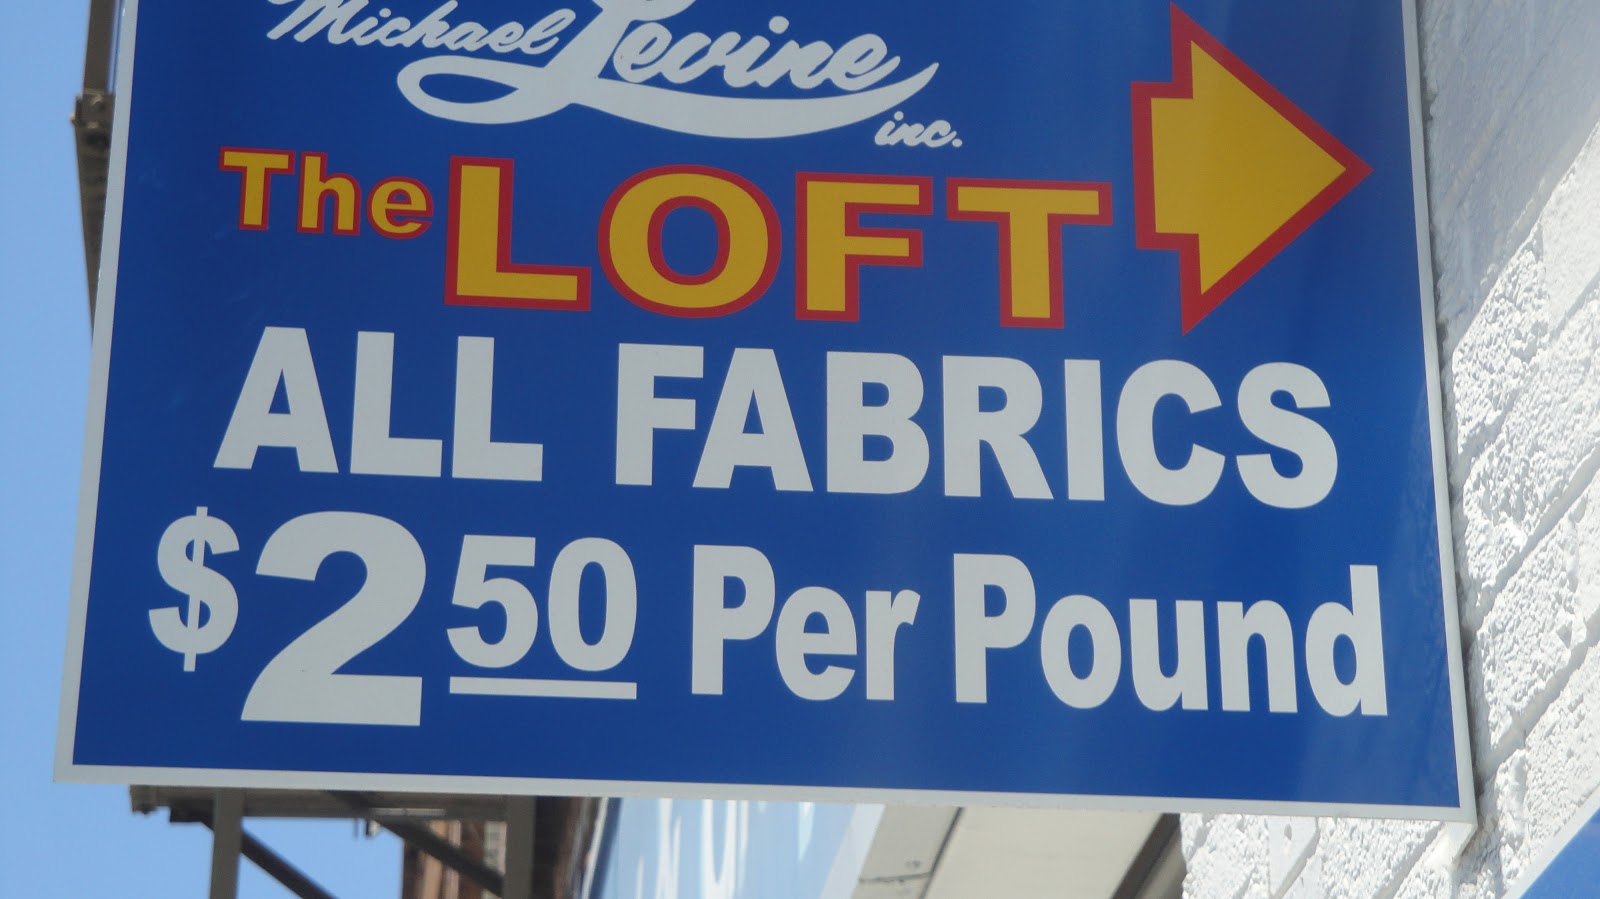 Michael Levine
inc.
The LOFT
ALL FABRICS
$2 50 Per Pound